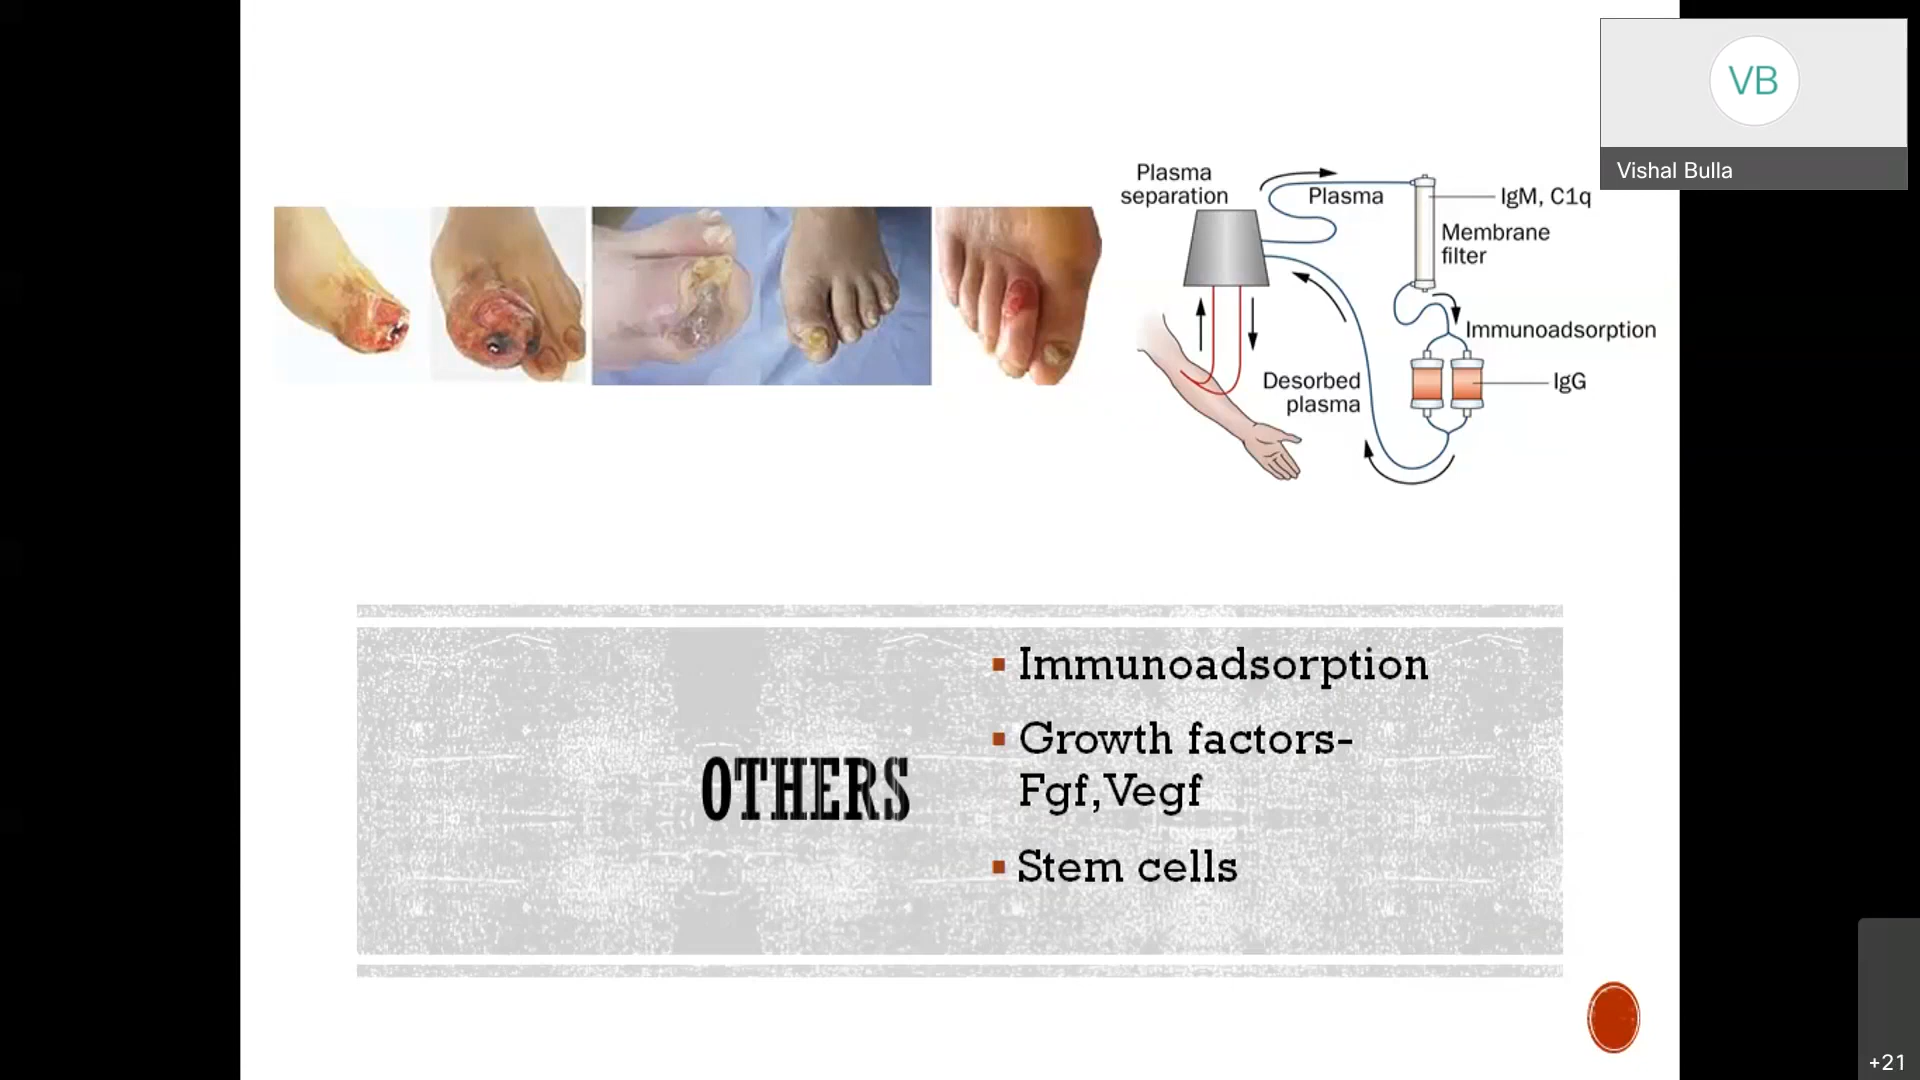 VB
Vishal Bulla
Plasma
separation
Plasma
IgM, C1q
Membrane
filter
Immunoadsorption
IgG
Desorbed
plasma
OTHERS
▪ Immunoadsorption
▪ Growth factors-
Fgf,Vegf
▪ Stem cells
+21